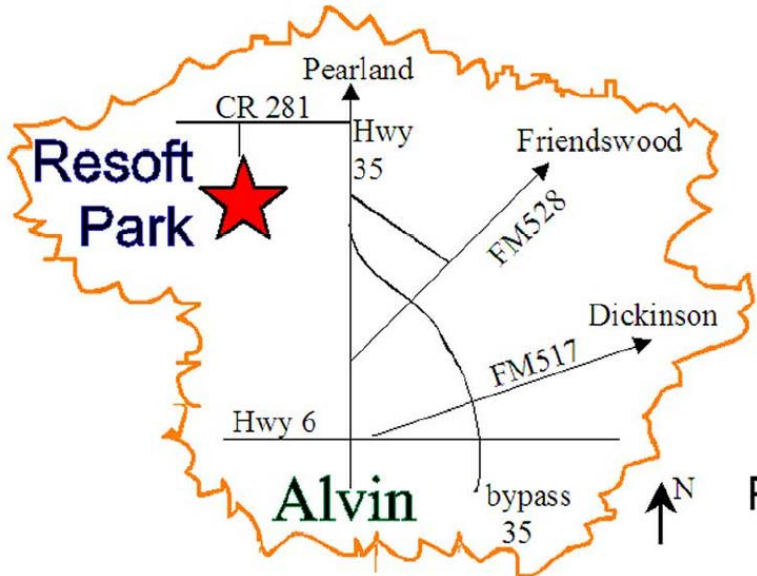 Pearland
CR 281
Hwy
35
Friendswood
Resoft
Park
FM528
Dickinson
FM517
Hwy 6
Alvin
bypass
35
N